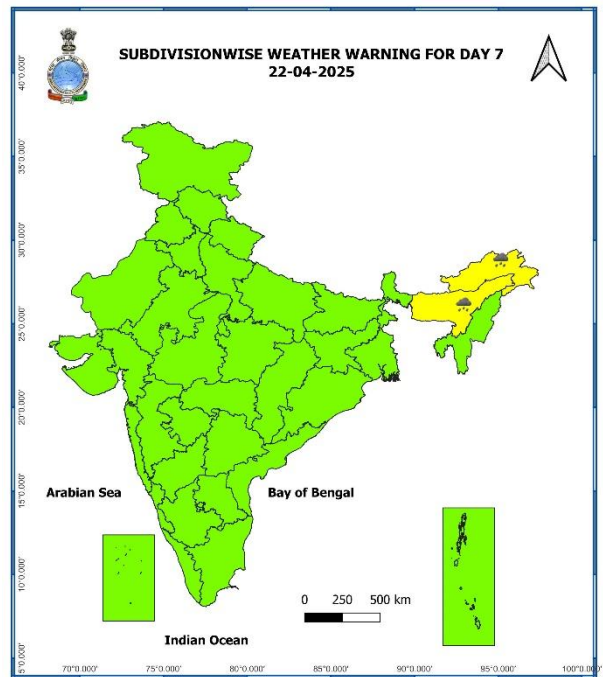 SUBDIVISIONWISE WEATHER WARNING FOR DAY 7
22-04-2025
40°0.000'
35°0.000'
30°0.000'
25°0.000'
20°0.000'
15°0.000'
10°0.000'
5°0.000'
Arabian Sea
Bay of Bengal
0 250 500 km
Indian Ocean
70°0.000' 75°0.000' 80°0.000' 85°0.000' 90°0.000' 95°0.000' 100°0.000'